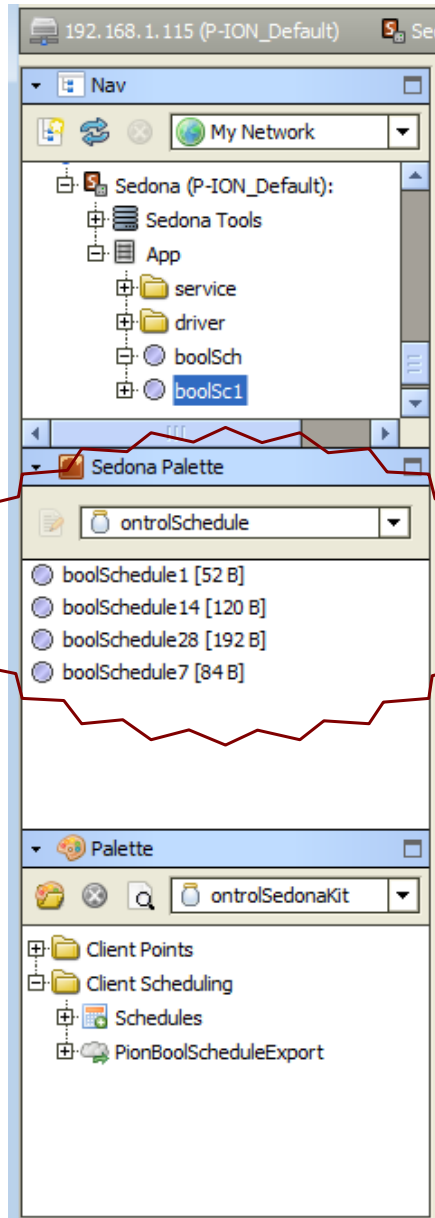 192.168.1.115 (P-ION_Default) Se
Nav
My Network
Sedona (P-ION_Default):
Sedona Tools
App
service
driver
boolSch
boolSc1
Sedona Palette
ontrolSchedule
boolSchedule1 [52 B]
boolSchedule14 [120 B]
boolSchedule28 [192 B]
boolSchedule7 [84 B]
Palette
ontrolSedonaKit
Client Points
Client Scheduling
Schedules
PionBoolScheduleExport